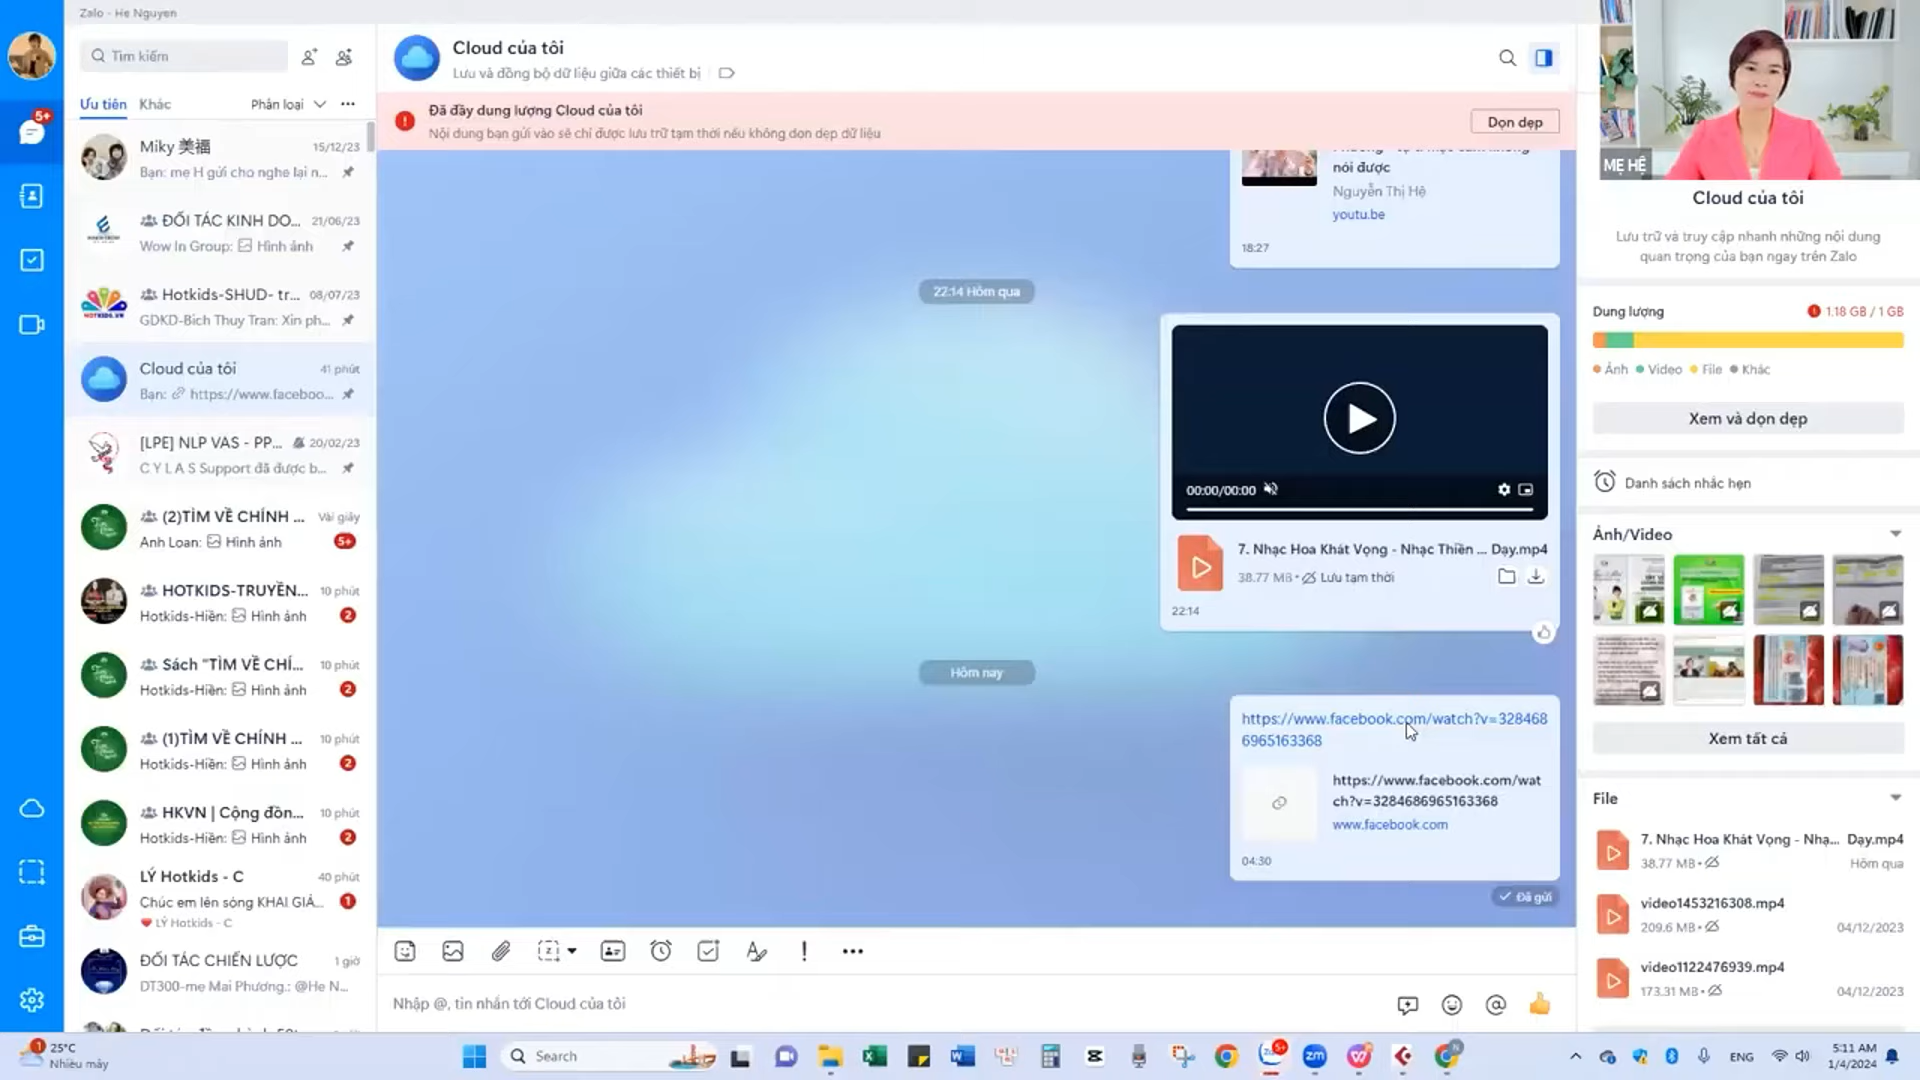 Zalo - He Nguyen
Tìm kiếm
Ưu tiên
Khác
Phân loại
5+
Miky 美福
15/12/23
Bạn: mẹ H gửi cho nghe lại n...
ĐỐI TÁC KINH DO...
21/06/23
Wow In Group: Hình ảnh
Hotkids-SHUD- tr...
08/07/23
GDKD-Bich Thuy Tran: Xin ph...
Cloud của tôi
41 phút
Bạn: https://www.faceboo...
[LPE] NLP VAS - PP...
20/02/23
C Y L A S Support đã được b...
(2)TÌM VỀ CHÍNH ...
Vài giây
Anh Loan: Hình ảnh
5+
HOTKIDS-TRUYỀN...
10 phút
Hotkids-Hiền: Hình ảnh
2
Sách "TÌM VỀ CHÍ...
10 phút
Hotkids-Hiền: Hình ảnh
2
(1)TÌM VỀ CHÍNH ...
10 phút
Hotkids-Hiền: Hình ảnh
2
HKVN | Cộng đồn...
10 phút
Hotkids-Hiền: Hình ảnh
2
LÝ Hotkids - C
40 phút
Chúc em lên sóng KHAI GIẢ...
1
LÝ Hotkids - C
ĐỐI TÁC CHIẾN LƯỢC
1 giờ
DT300-mẹ Mai Phương.: @He N...
Cloud của tôi
Lưu và đồng bộ dữ liệu giữa các thiết bị
Đã đầy dung lượng Cloud của tôi
Nội dung bạn gửi vào sẽ chỉ được lưu trữ tạm thời nếu không dọn dẹp dữ liệu
Dọn dẹp
nói được
Nguyễn Thị Hệ
youtu.be
18:27
22:14 Hôm qua
00:00/00:00
7. Nhạc Hoa Khát Vọng - Nhạc Thiền ... Dạy.mp4
38.77 MB • Lưu tạm thời
22:14
Hôm nay
https://www.facebook.com/watch?v=328468
6965163368
https://www.facebook.com/wat
ch?v=3284686965163368
www.facebook.com
04:30
Đã gửi
Nhập @, tin nhắn tới Cloud của tôi
MẸ HỆ
Cloud của tôi
Lưu trữ và truy cập nhanh những nội dung
quan trọng của bạn ngay trên Zalo
Dung lượng
1.18 GB / 1 GB
Ảnh
Video
File
Khác
Xem và dọn dẹp
Danh sách nhắc hẹn
Ảnh/Video
Xem tất cả
File
7. Nhạc Hoa Khát Vọng - Nhạ... Dạy.mp4
38.77 MB •
Hôm qua
video1453216308.mp4
209.6 MB •
04/12/2023
video1122476939.mp4
173.31 MB •
04/12/2023
1
25°C
Nhiều mây
Search
5+
zm
ENG
5:11 AM
1/4/2024